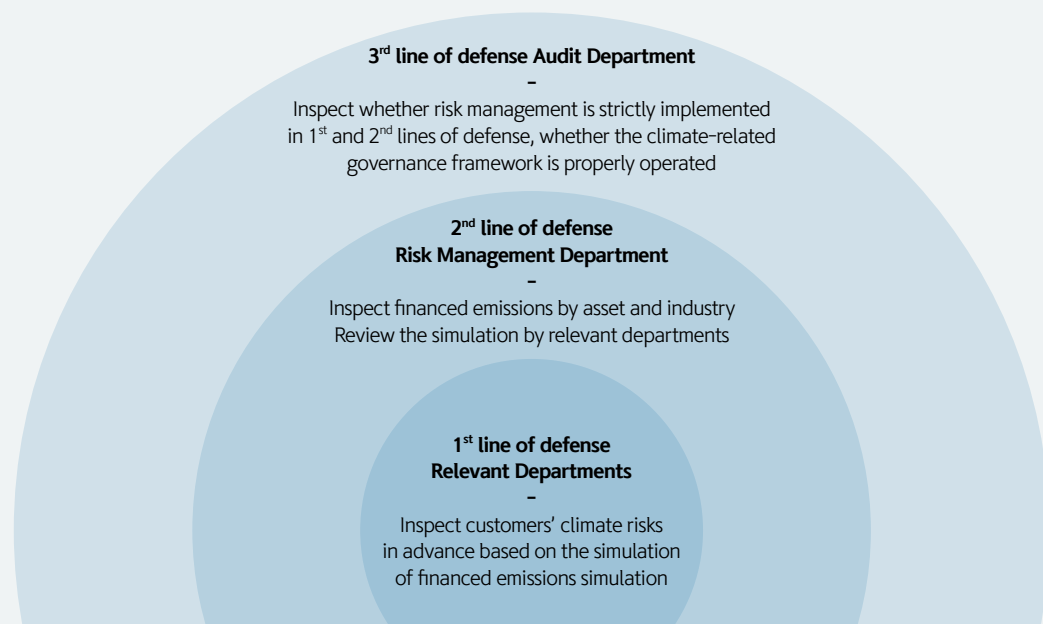 3rd line of defense Audit Department
–
Inspect whether risk management is strictly implemented
in 1st and 2nd lines of defense, whether the climate-related
governance framework is properly operated
2nd line of defense
Risk Management Department
–
Inspect financed emissions by asset and industry
Review the simulation by relevant departments
1st line of defense
Relevant Departments
–
Inspect customers' climate risks
in advance based on the simulation
of financed emissions simulation